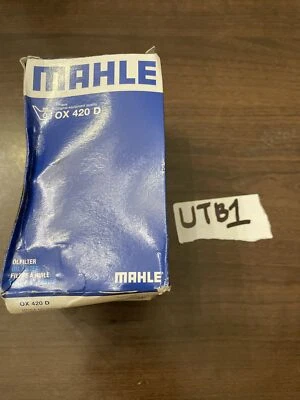 MAHLE
OX 420 D
UTB1
ÖLFILTER
FILTRE À HUILE
MAHLE
OX 420 D